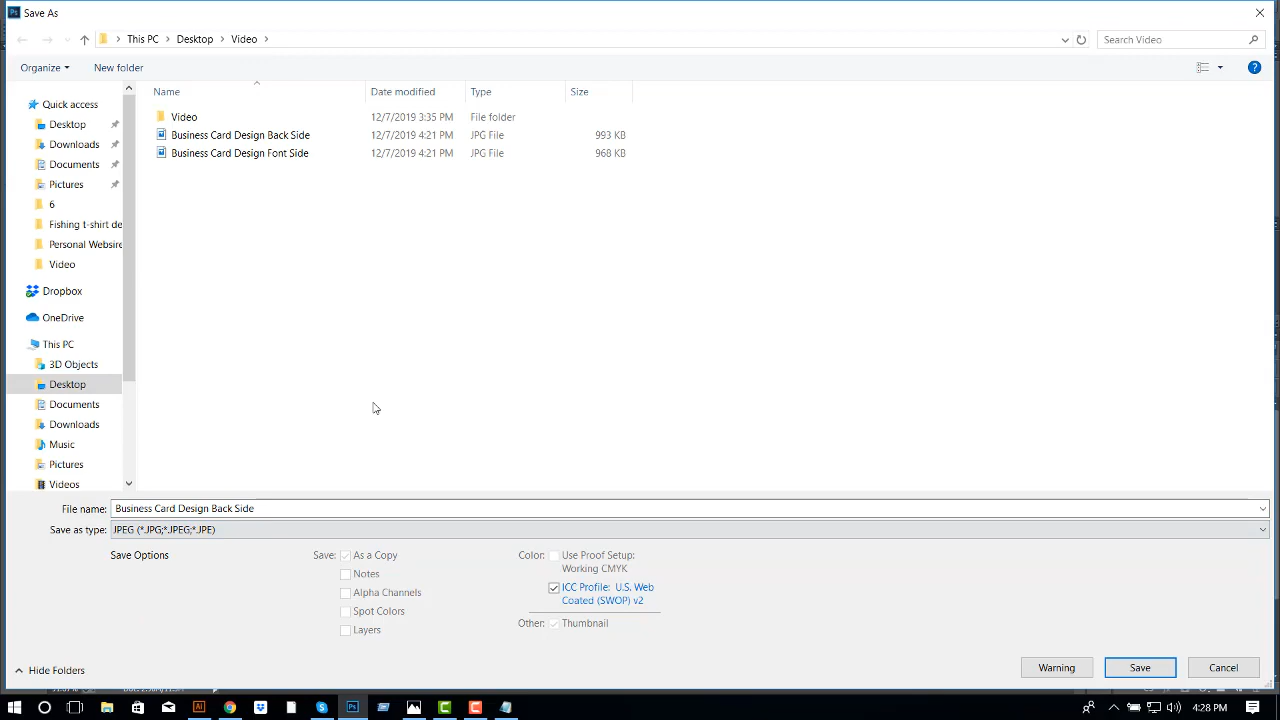 Save As
This PC
Desktop
Video
Search Video
Organize
New folder
Name
Date modified
Type
Size
Quick access
Desktop
Downloads
Documents
Pictures
6
Fishing t-shirt de
Personal Website
Video
Dropbox
OneDrive
This PC
3D Objects
Desktop
Documents
Downloads
Music
Pictures
Videos
Video 12/7/2019 3:35 PM File folder
Business Card Design Back Side 12/7/2019 4:21 PM JPG File 993 KB
Business Card Design Font Side 12/7/2019 4:21 PM JPG File 968 KB
File name: Business Card Design Back Side
Save as type: JPEG (*.JPG;*.JPEG;*.JPE)
Save Options
Save: As a Copy
Notes
Alpha Channels
Spot Colors
Layers
Color: Use Proof Setup:
Working CMYK
ICC Profile: U.S. Web
Coated (SWOP) v2
Other: Thumbnail
Hide Folders
Warning
Save
Cancel
4:28 PM